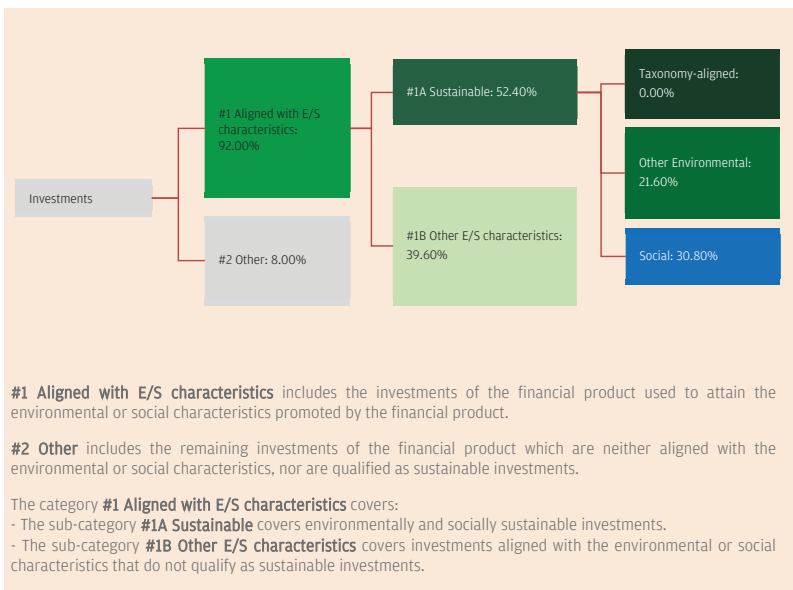 Investments
#1 Aligned with E/S
characteristics:
92.00%
#2 Other: 8.00%
#1A Sustainable: 52.40%
#1B Other E/S characteristics:
39.60%
Taxonomy-aligned:
0.00%
Other Environmental:
21.60%
Social: 30.80%
#1 Aligned with E/S characteristics includes the investments of the financial product used to attain the
environmental or social characteristics promoted by the financial product.
#2 Other includes the remaining investments of the financial product which are neither aligned with the
environmental or social characteristics, nor are qualified as sustainable investments.
The category #1 Aligned with E/S characteristics covers:
- The sub-category #1A Sustainable covers environmentally and socially sustainable investments.
- The sub-category #1B Other E/S characteristics covers investments aligned with the environmental or social
characteristics that do not qualify as sustainable investments.